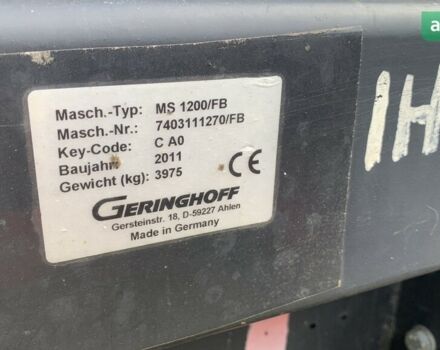 Masch.-Typ: MS 1200/FB
Masch.-Nr.: 7403111270/FB
Key-Code: C A0
Baujahr: 2011
Gewicht (kg): 3975
CE
GERINGHOFF
Gersteinstr. 18, D-59227 Ahlen
Made in Germany
1H
a